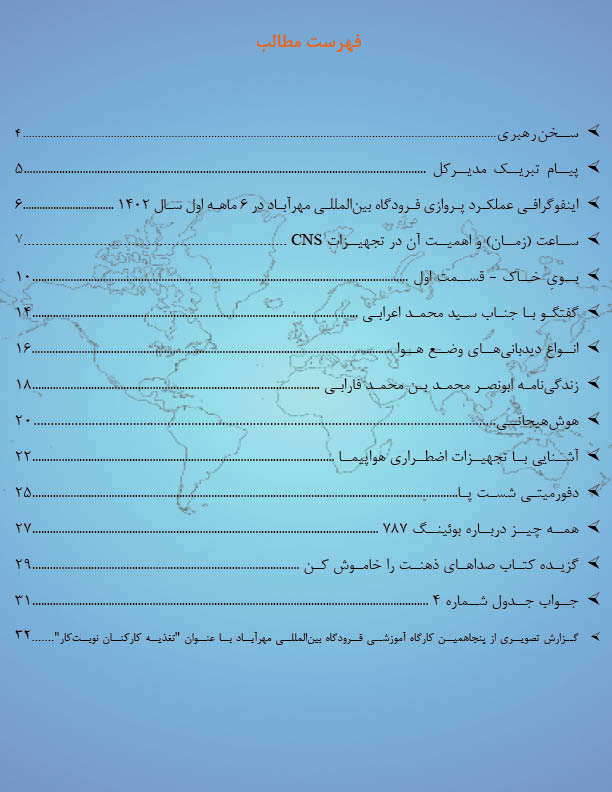 فهرست مطالب
سخن رهبری ۴
پیام تبریک مدیرکل ۵
اینفوگرافی عملکرد پروازی فرودگاه بین‌المللی مهرآباد در ۶ ماهه اول سال ۱۴۰۲ ۶
ساعت (زمان) و اهمیت آن در تجهیزات CNS ۷
بوی خاک - قسمت اول ۱۰
گفتگو با جناب سید محمد اعرابی ۱۴
انواع دیدبانی‌های وضع هوا ۱۶
زندگی‌نامه ابونصر محمد بن محمد فارابی ۱۸
هوش‌هیجانی ۲۰
آشنایی با تجهیزات اضطراری هواپیما ۲۲
دفورمیتی شست پا ۲۵
همه چیز درباره بوئینگ ۷۸۷ ۲۷
گزیده کتاب صداهای ذهنت را خاموش کن ۲۹
جواب جدول شماره ۴ ۳۱
گزارش تصویری از پنجاهمین کارگاه آموزشی فرودگاه بین‌المللی مهرآباد با عنوان "تغذیه کارکنان نوبت‌کار" ۳۲